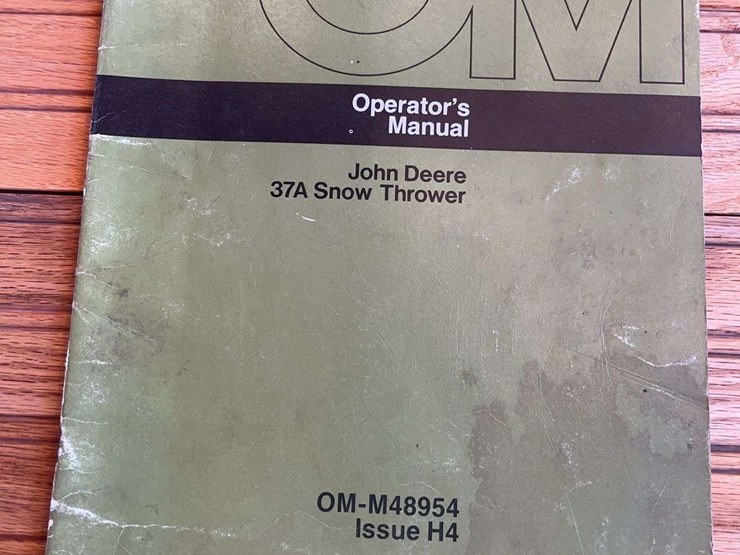 OM
Operator's
Manual
John Deere
37A Snow Thrower
OM-M48954
Issue H4